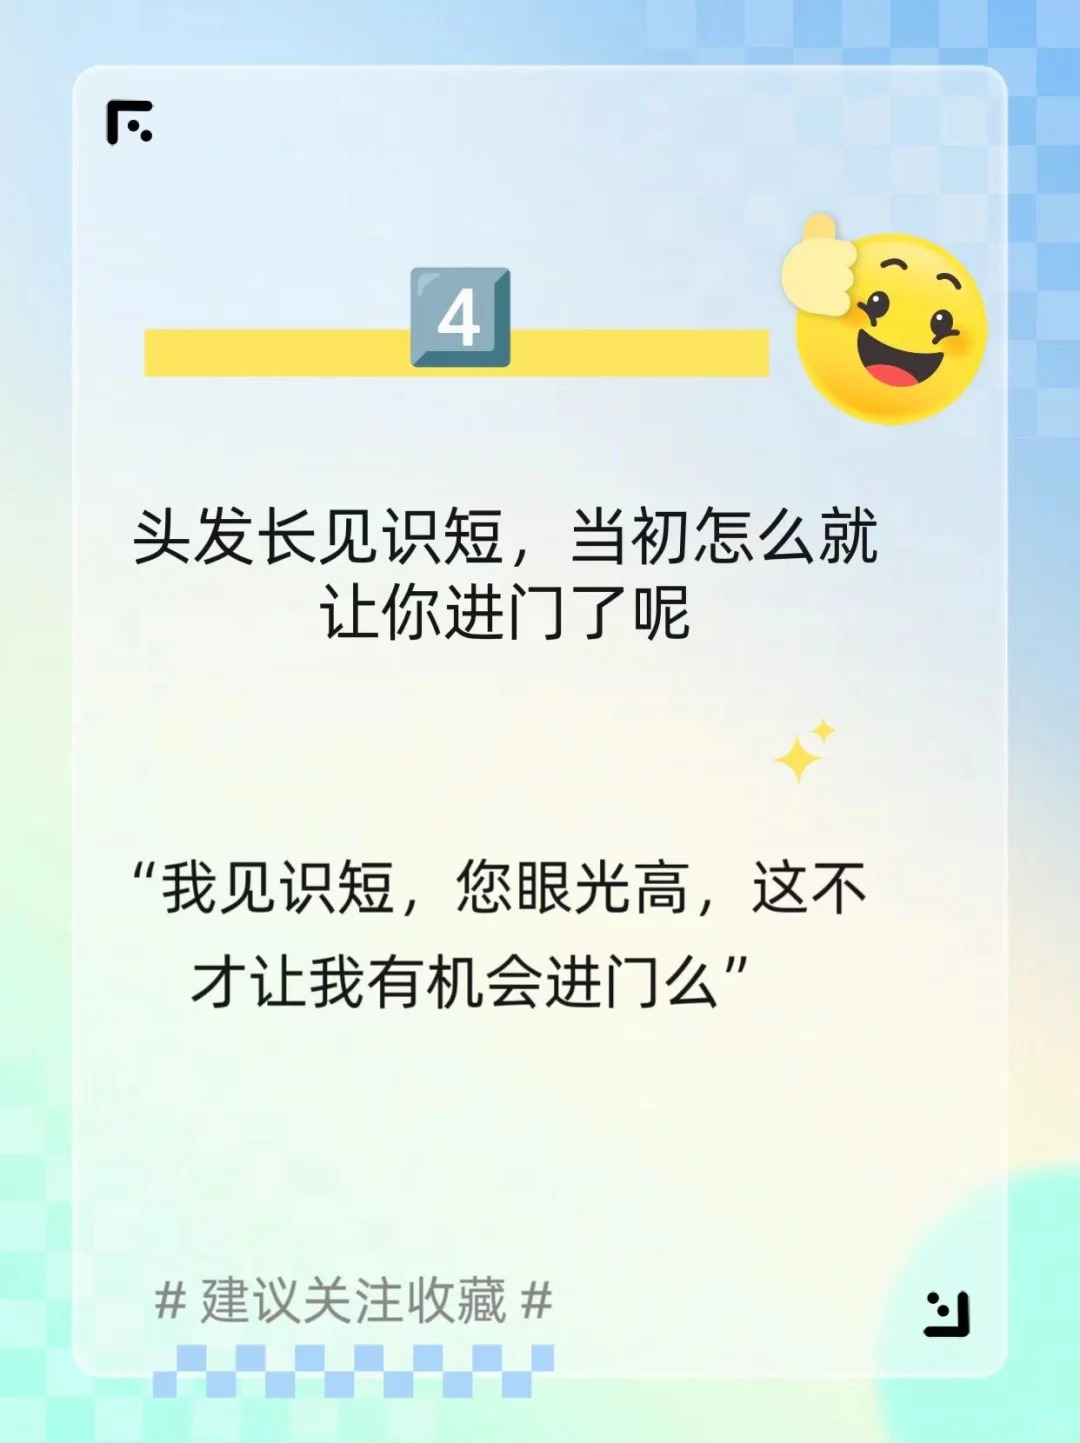 4
头发长见识短，当初怎么就
让你进门了呢
“我见识短，您眼光高，这不
才让我有机会进门么”
# 建议关注收藏 #